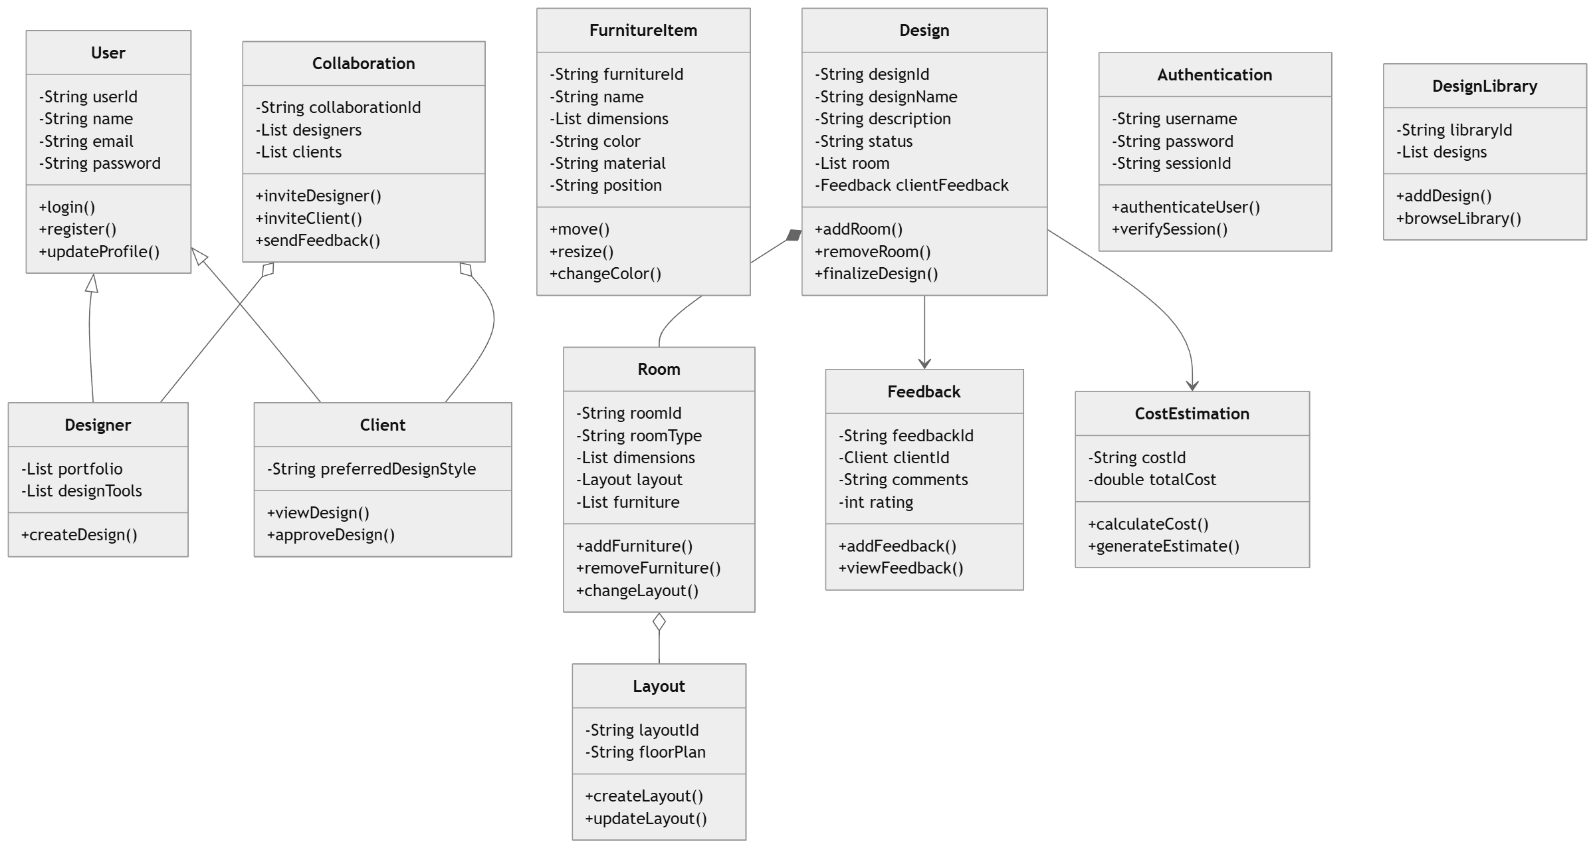 User
-String userId
-String name
-String email
-String password
+login()
+register()
+updateProfile()
Collaboration
-String collaborationId
-List designers
-List clients
+inviteDesigner()
+inviteClient()
+sendFeedback()
FurnitureItem
-String furnitureId
-String name
-List dimensions
-String color
-String material
-String position
+move()
+resize()
+changeColor()
Design
-String designId
-String designName
-String description
-String status
-List room
-Feedback clientFeedback
+addRoom()
+removeRoom()
+finalizeDesign()
Authentication
-String username
-String password
-String sessionId
+authenticateUser()
+verifySession()
DesignLibrary
-String libraryId
-List designs
+addDesign()
+browseLibrary()
Designer
-List portfolio
-List designTools
+createDesign()
Client
-String preferredDesignStyle
+viewDesign()
+approveDesign()
Room
-String roomId
-String roomType
-List dimensions
-Layout layout
-List furniture
+addFurniture()
+removeFurniture()
+changeLayout()
Feedback
-String feedbackId
-Client clientId
-String comments
-int rating
+addFeedback()
+viewFeedback()
CostEstimation
-String costId
-double totalCost
+calculateCost()
+generateEstimate()
Layout
-String layoutId
-String floorPlan
+createLayout()
+updateLayout()